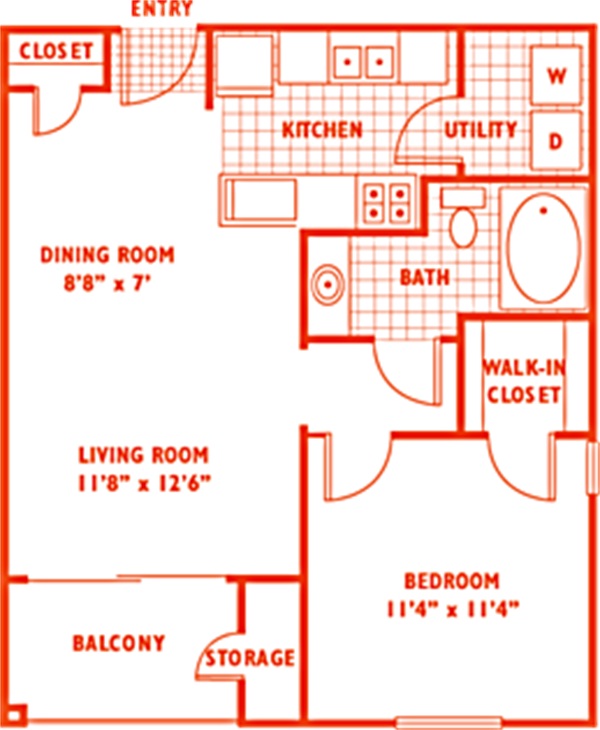 ENTRY
CLOSET
W
KITCHEN
UTILITY
D
DINING ROOM
8'8" x 7'
BATH
WALK-IN
CLOSET
LIVING ROOM
11'8" x 12'6"
BEDROOM
11'4" x 11'4"
BALCONY
STORAGE